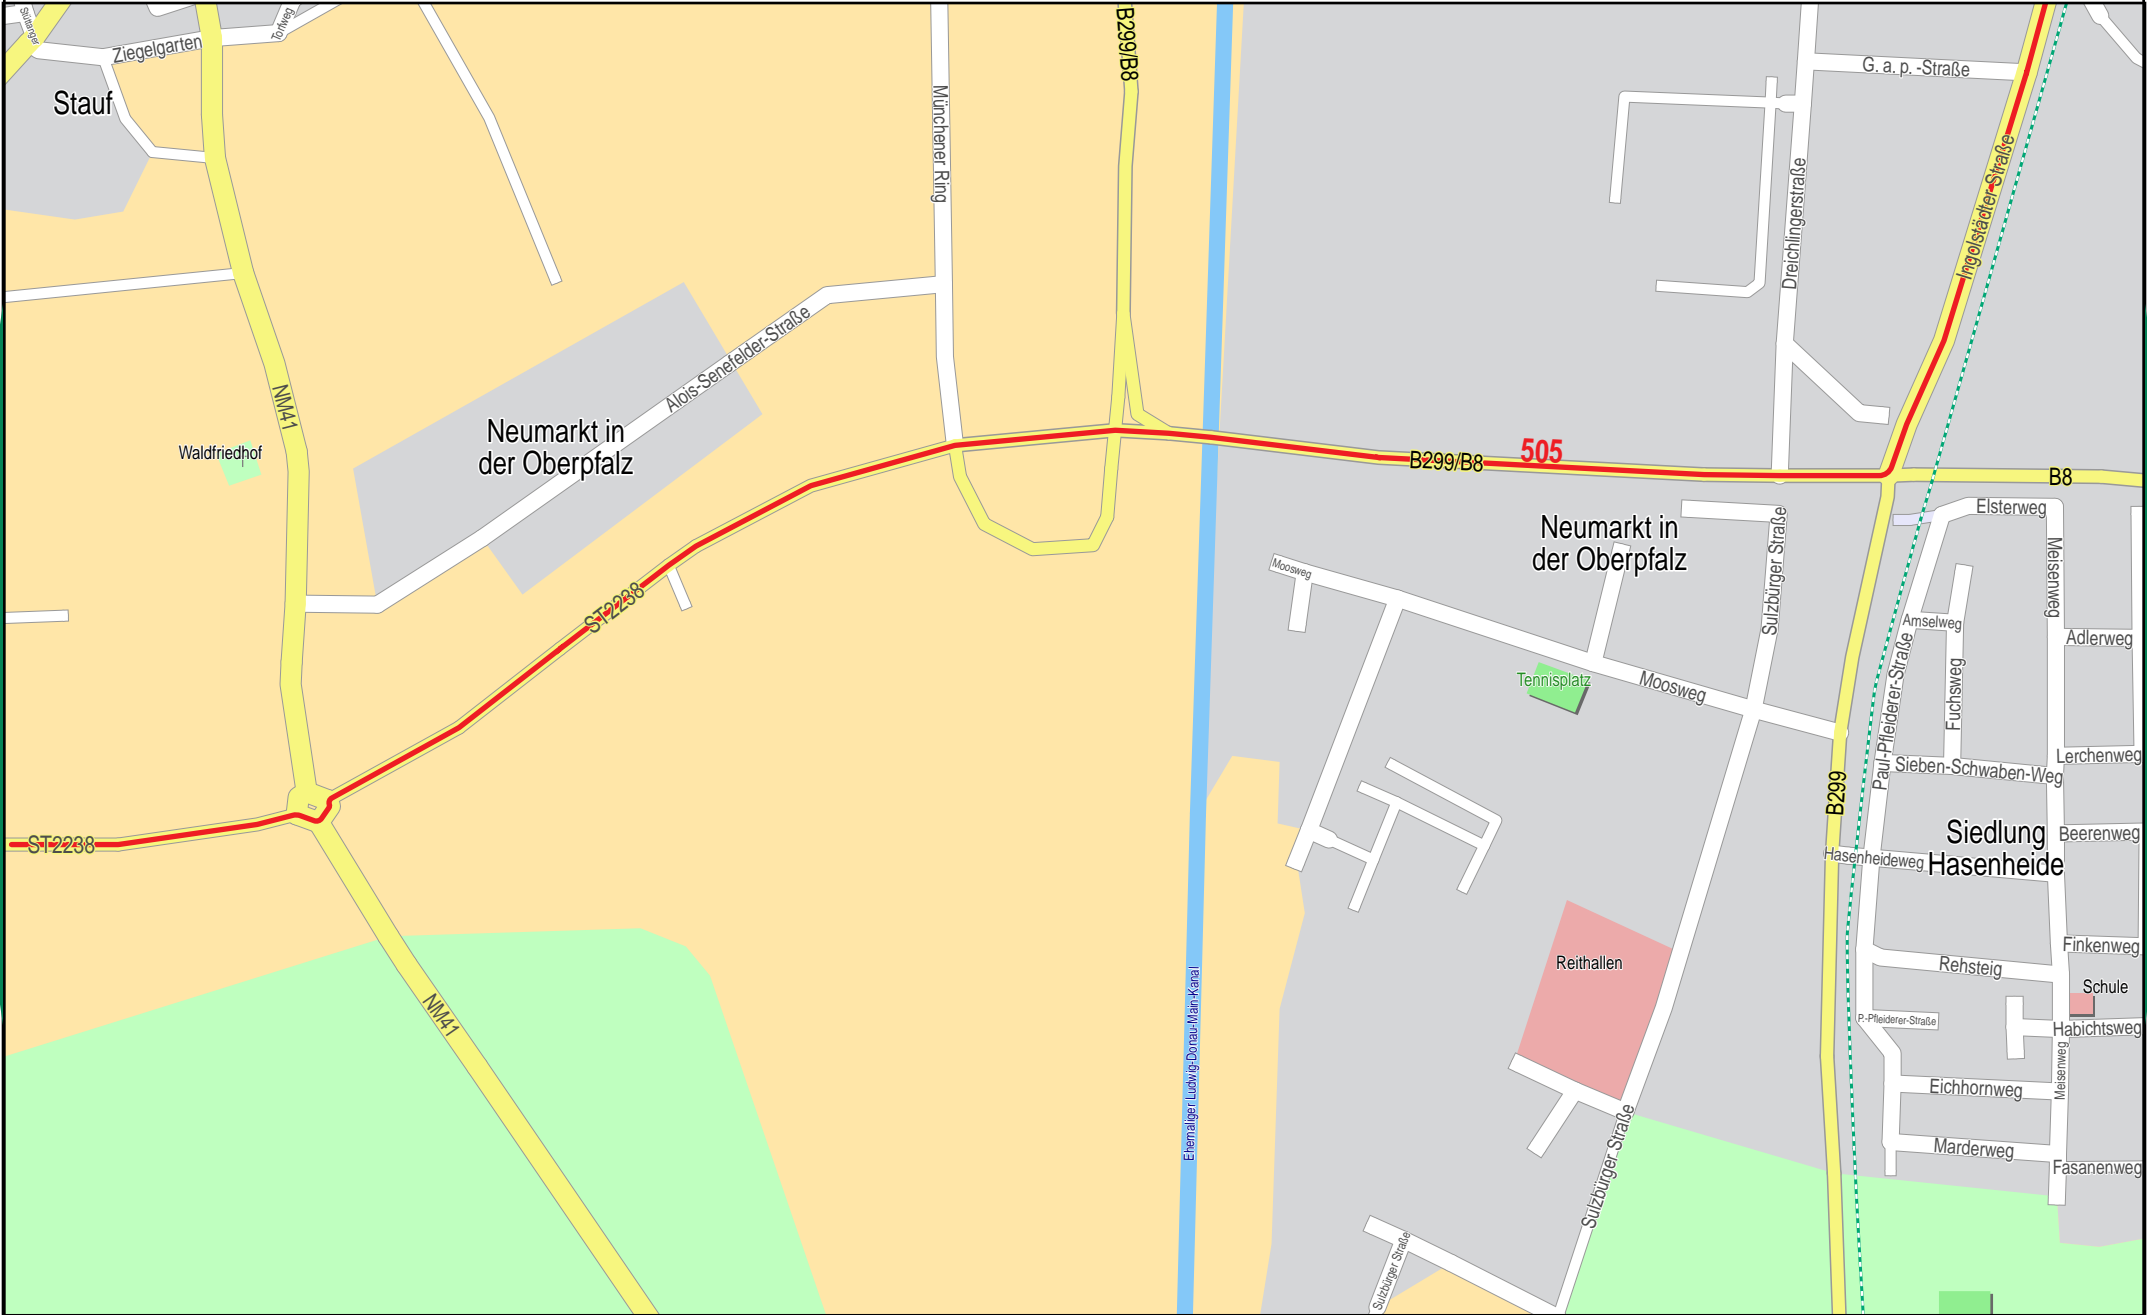 Stüttanger
Torfweg
Ziegelgarten
Stauf
B299/B8
G. a. p. -Straße
Münchener Ring
Dreichlingerstraße
Ingolstädter Straße
Alois-Senefelder-Straße
NM41
Waldfriedhof
Neumarkt in
der Oberpfalz
505
B299/B8
B8
Elsterweg
Neumarkt in
der Oberpfalz
Sulzbürger Straße
Meisenweg
Moosweg
ST2238
Amselweg
Adlerweg
Paul-Pfleiderer-Straße
Fuchsweg
Tennisplatz
Moosweg
Lerchenweg
Sieben-Schwaben-Weg
B299
ST2238
Siedlung
Hasenheide
Beerenweg
Hasenheideweg
Finkenweg
Reithallen
Rehsteig
Schule
NM41
P.-Pfleiderer-Straße
Habichtsweg
Ehemaliger Ludwig-Donau-Main-Kanal
Meisenweg
Eichhornweg
Marderweg
Fasanenweg
Sulzbürger Straße
Sulzbürger Straße